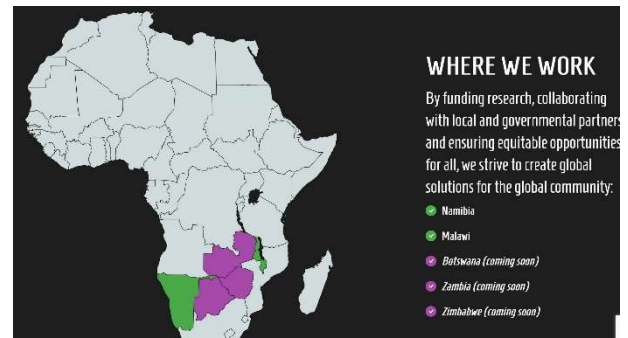 WHERE WE WORK
By funding research, collaborating
with local and governmental partners
and ensuring equitable opportunities
for all, we strive to create global
solutions for the global community:
Namibia
Malawi
Botswana (coming soon)
Zambia (coming soon)
Zimbabwe (coming soon)